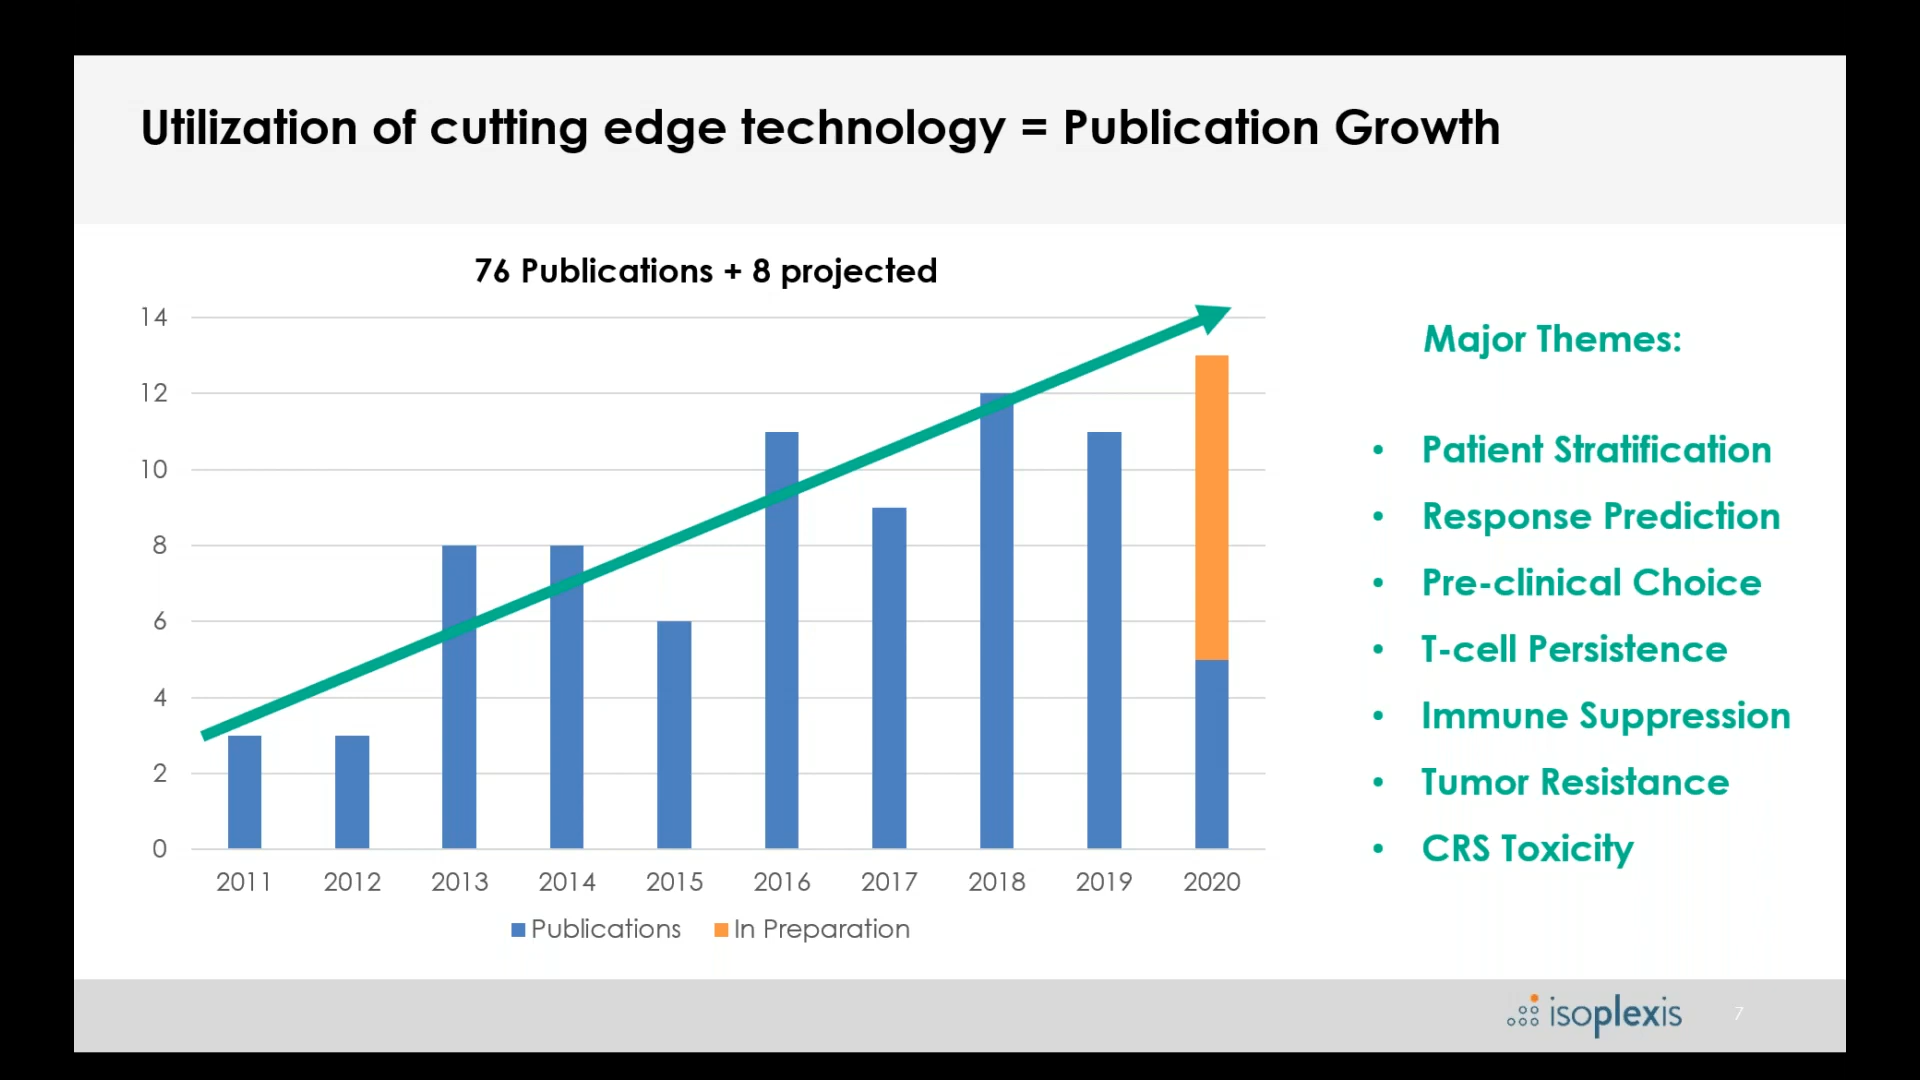 Utilization of cutting edge technology = Publication Growth
76 Publications + 8 projected
14
12
10
8
6
4
2
0
2011 2012 2013 2014 2015 2016 2017 2018 2019 2020
Publications In Preparation
Major Themes:
• Patient Stratification
• Response Prediction
• Pre-clinical Choice
• T-cell Persistence
• Immune Suppression
• Tumor Resistance
• CRS Toxicity
isoplexis
7